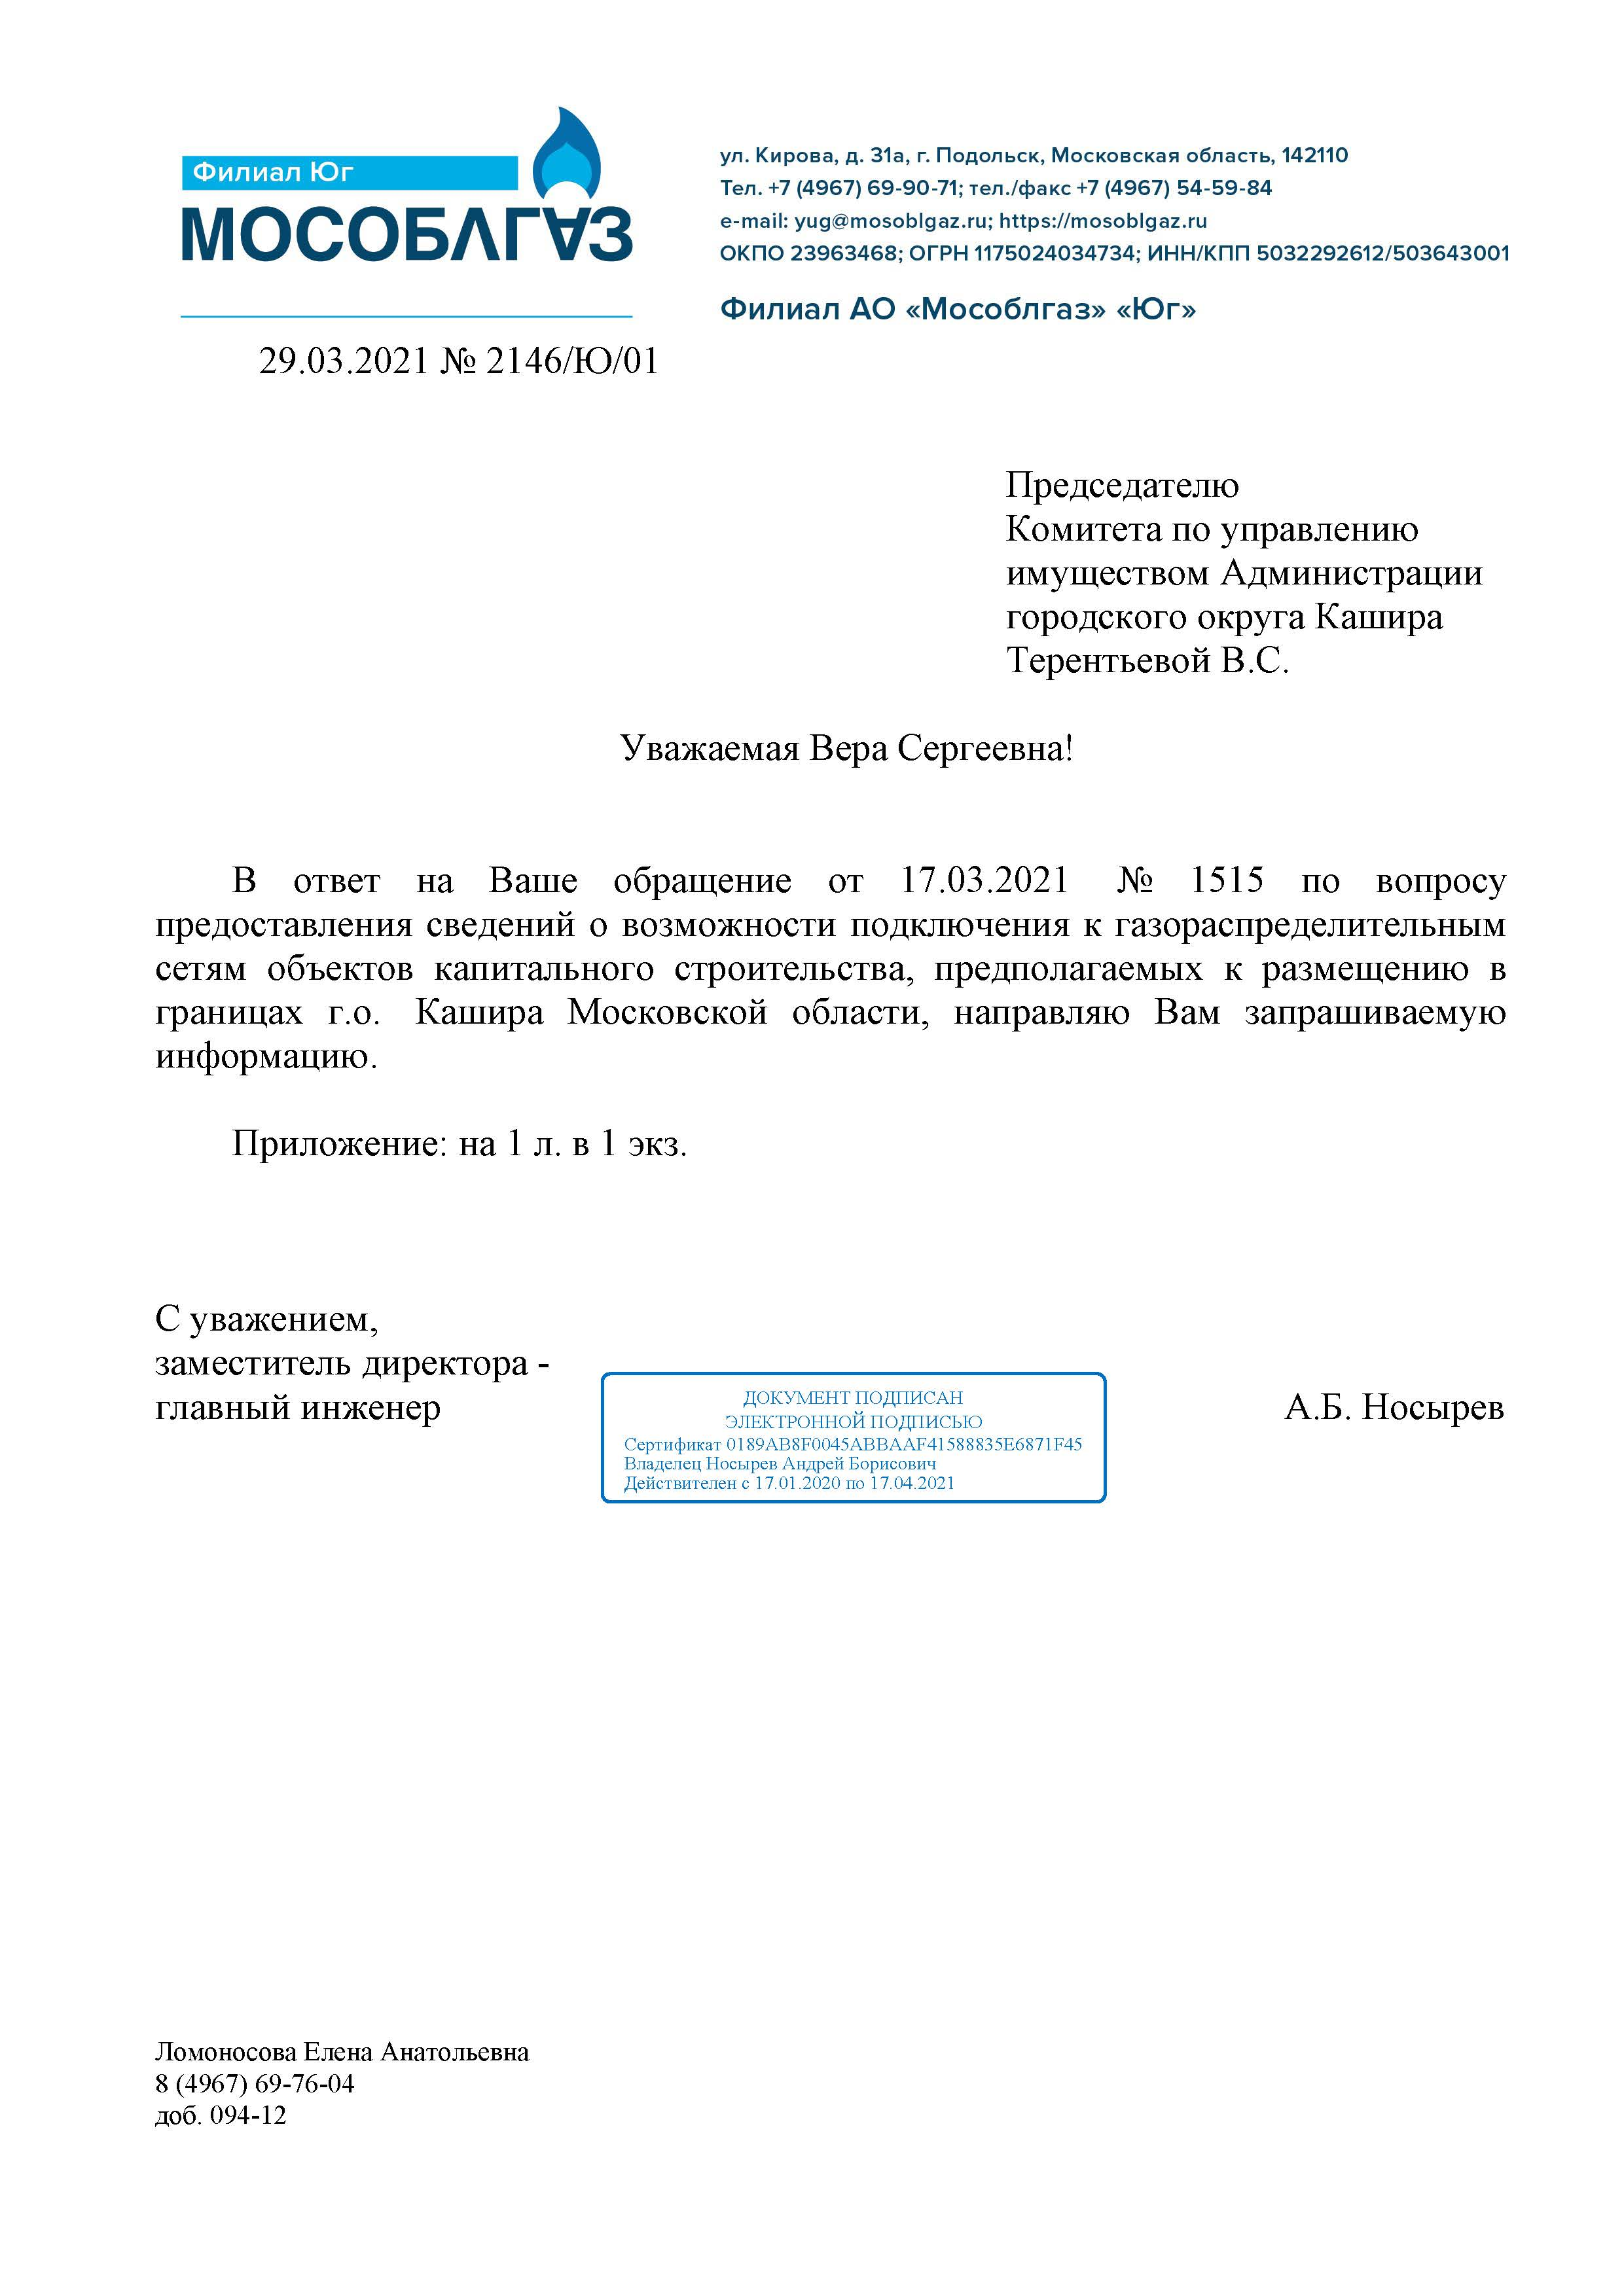 Филиал Юг
МОСОБЛГАЗ
ул. Кирова, д. 31а, г. Подольск, Московская область, 142110
Тел. +7 (4967) 69-90-71; тел./факс +7 (4967) 54-59-84
e-mail: yug@mosoblgaz.ru; https://mosoblgaz.ru
ОКПО 23963468; ОГРН 1175024034734; ИНН/КПП 5032292612/503643001
Филиал АО «Мособлгаз» «Юг»
29.03.2021 № 2146/Ю/01
Председателю
Комитета по управлению
имуществом Администрации
городского округа Кашира
Терентьевой В.С.
Уважаемая Вера Сергеевна!
В ответ на Ваше обращение от 17.03.2021 № 1515 по вопросу
предоставления сведений о возможности подключения к газораспределительным
сетям объектов капитального строительства, предполагаемых к размещению в
границах г.о. Кашира Московской области, направляю Вам запрашиваемую
информацию.
Приложение: на 1 л. в 1 экз.
С уважением,
заместитель директора -
главный инженер
А.Б. Носырев
ДОКУМЕНТ ПОДПИСАН
ЭЛЕКТРОННОЙ ПОДПИСЬЮ
Сертификат 0189AB8F0045ABBAAF41588835E6871F45
Владелец Носырев Андрей Борисович
Действителен с 17.01.2020 по 17.04.2021
Ломоносова Елена Анатольевна
8 (4967) 69-76-04
доб. 094-12